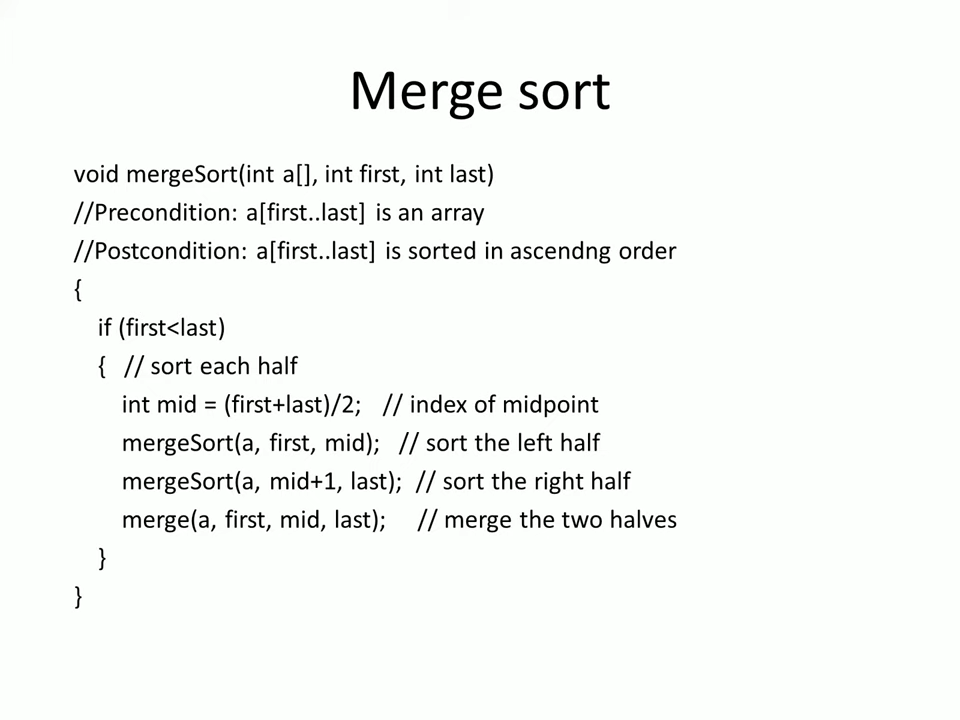 Merge sort
void mergeSort(int a[], int first, int last)
//Precondition: a[first..last] is an array
//Postcondition: a[first..last] is sorted in ascendng order
{
if (first<last)
{ // sort each half
int mid = (first+last)/2; // index of midpoint
mergeSort(a, first, mid); // sort the left half
mergeSort(a, mid+1, last); // sort the right half
merge(a, first, mid, last); // merge the two halves
}
}